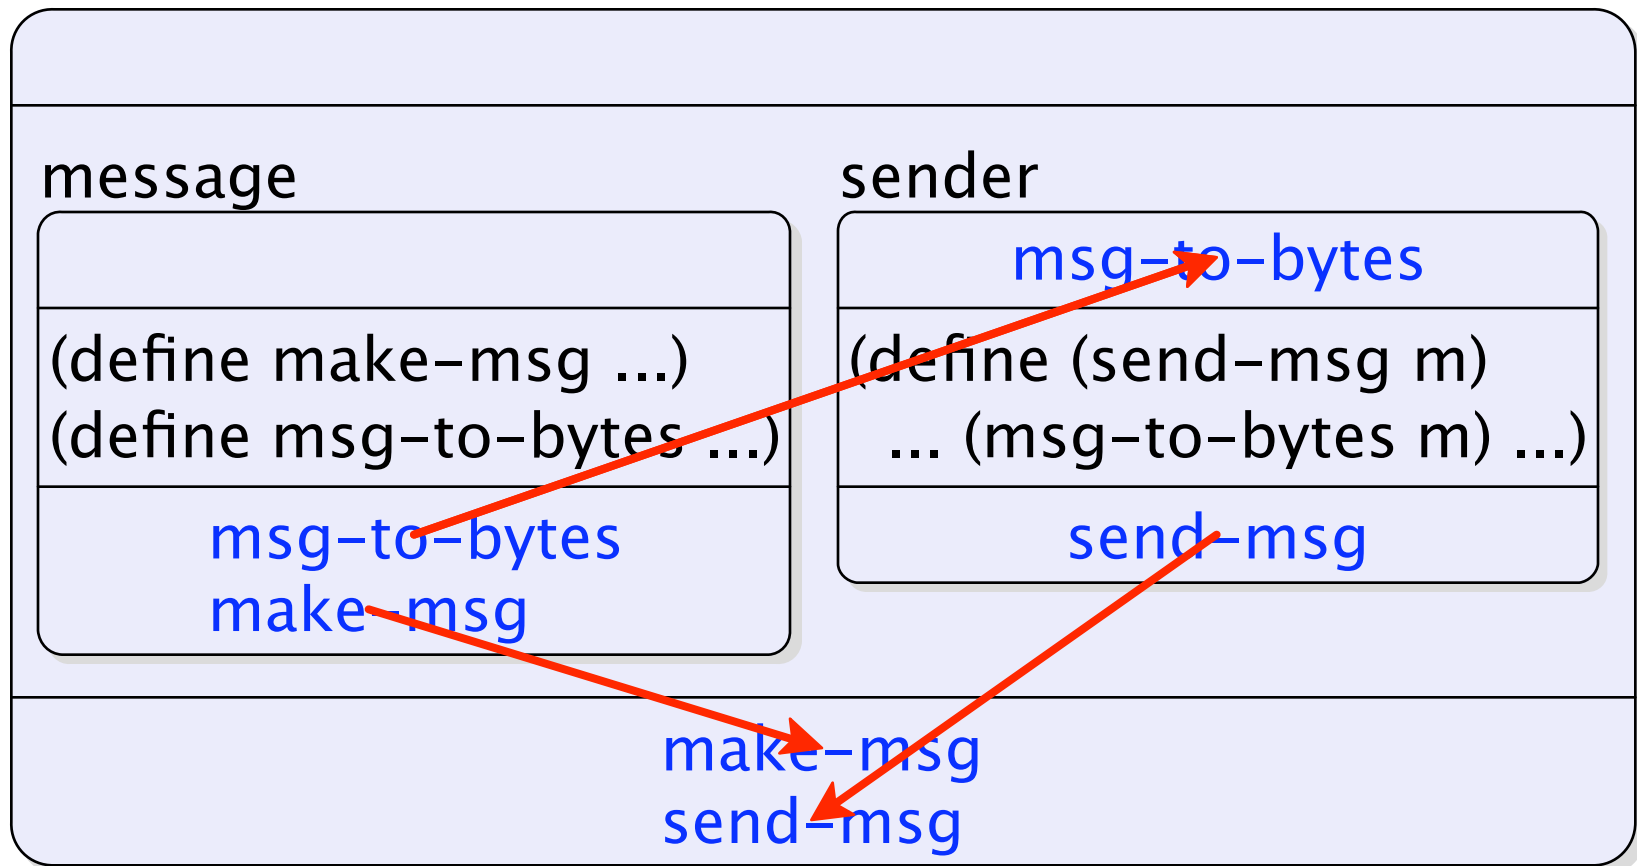 message
(define make-msg ...)
(define msg-to-bytes ...)
msg-to-bytes
make-msg
sender
msg-to-bytes
(define (send-msg m)
... (msg-to-bytes m) ...)
send-msg
make-msg
send-msg